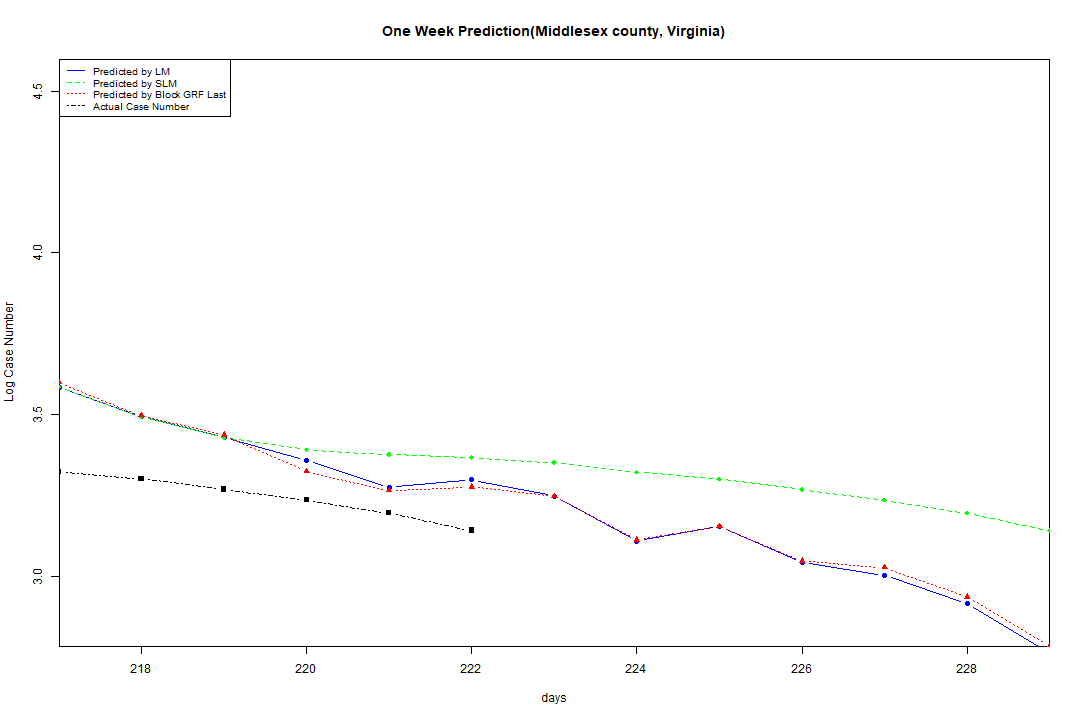 One Week Prediction(Middlesex county, Virginia)
Predicted by LM
Predicted by SLM
Predicted by Block GRF Last
Actual Case Number
4.5
4.0
3.5
3.0
Log Case Number
218 220 222 224 226 228
days